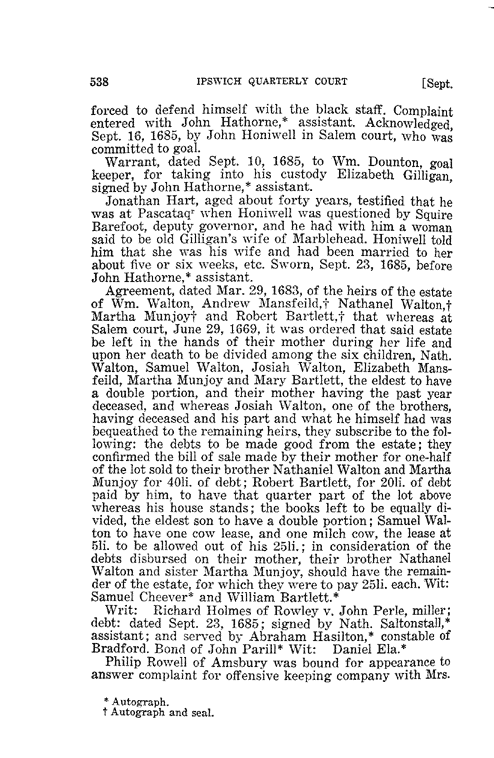 538 IPSWICH QUARTERLY COURT [Sept.
forced to defend himself with the black staff. Complaint
entered with John Hathorne,* assistant. Acknowledged,
Sept. 16, 1685, by John Honiwell in Salem court, who was
committed to goal.
Warrant, dated Sept. 10, 1685, to Wm. Dounton, goal
keeper, for taking into his custody Elizabeth Gilligan,
signed by John Hathorne,* assistant.
Jonathan Hart, aged about forty years, testified that he
was at Pascataqr when Honiwell was questioned by Squire
Barefoot, deputy governor, and he had with him a woman
said to be old Gilligan's wife of Marblehead. Honiwell told
him that she was his wife and had been married to her
about five or six weeks, etc. Sworn, Sept. 23, 1685, before
John Hathorne,* assistant.
Agreement, dated Mar. 29, 1683, of the heirs of the estate
of Wm. Walton, Andrew Mansfeild,† Nathanel Walton,†
Martha Munjoy† and Robert Bartlett,† that whereas at
Salem court, June 29, 1669, it was ordered that said estate
be left in the hands of their mother during her life and
upon her death to be divided among the six children, Nath.
Walton, Samuel Walton, Josiah Walton, Elizabeth Mans-
feild, Martha Munjoy and Mary Bartlett, the eldest to have
a double portion, and their mother having the past year
deceased, and whereas Josiah Walton, one of the brothers,
having deceased and his part and what he himself had was
bequeathed to the remaining heirs, they subscribe to the fol-
lowing: the debts to be made good from the estate; they
confirmed the bill of sale made by their mother for one-half
of the lot sold to their brother Nathaniel Walton and Martha
Munjoy for 40li. of debt; Robert Bartlett, for 20li. of debt
paid by him, to have that quarter part of the lot above
whereas his house stands; the books left to be equally di-
vided, the eldest son to have a double portion; Samuel Wal-
ton to have one cow lease, and one milch cow, the lease at
5li. to be allowed out of his 25li.; in consideration of the
debts disbursed on their mother, their brother Nathanel
Walton and sister Martha Munjoy, should have the remain-
der of the estate, for which they were to pay 25li. each. Wit:
Samuel Cheever* and William Bartlett.*
Writ: Richard Holmes of Rowley v. John Perle, miller;
debt: dated Sept. 23, 1685; signed by Nath. Saltonstall,*
assistant; and served by Abraham Hasilton,* constable of
Bradford. Bond of John Parill* Wit: Daniel Ela.*
Philip Rowell of Amsbury was bound for appearance to
answer complaint for offensive keeping company with Mrs.
* Autograph.
† Autograph and seal.